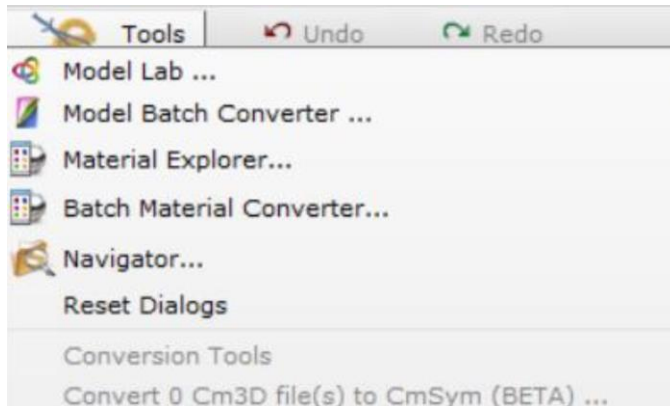 Tools Undo Redo
Model Lab ...
Model Batch Converter ...
Material Explorer...
Batch Material Converter...
Navigator...
Reset Dialogs
Conversion Tools
Convert 0 Cm3D file(s) to CmSym (BETA) ...